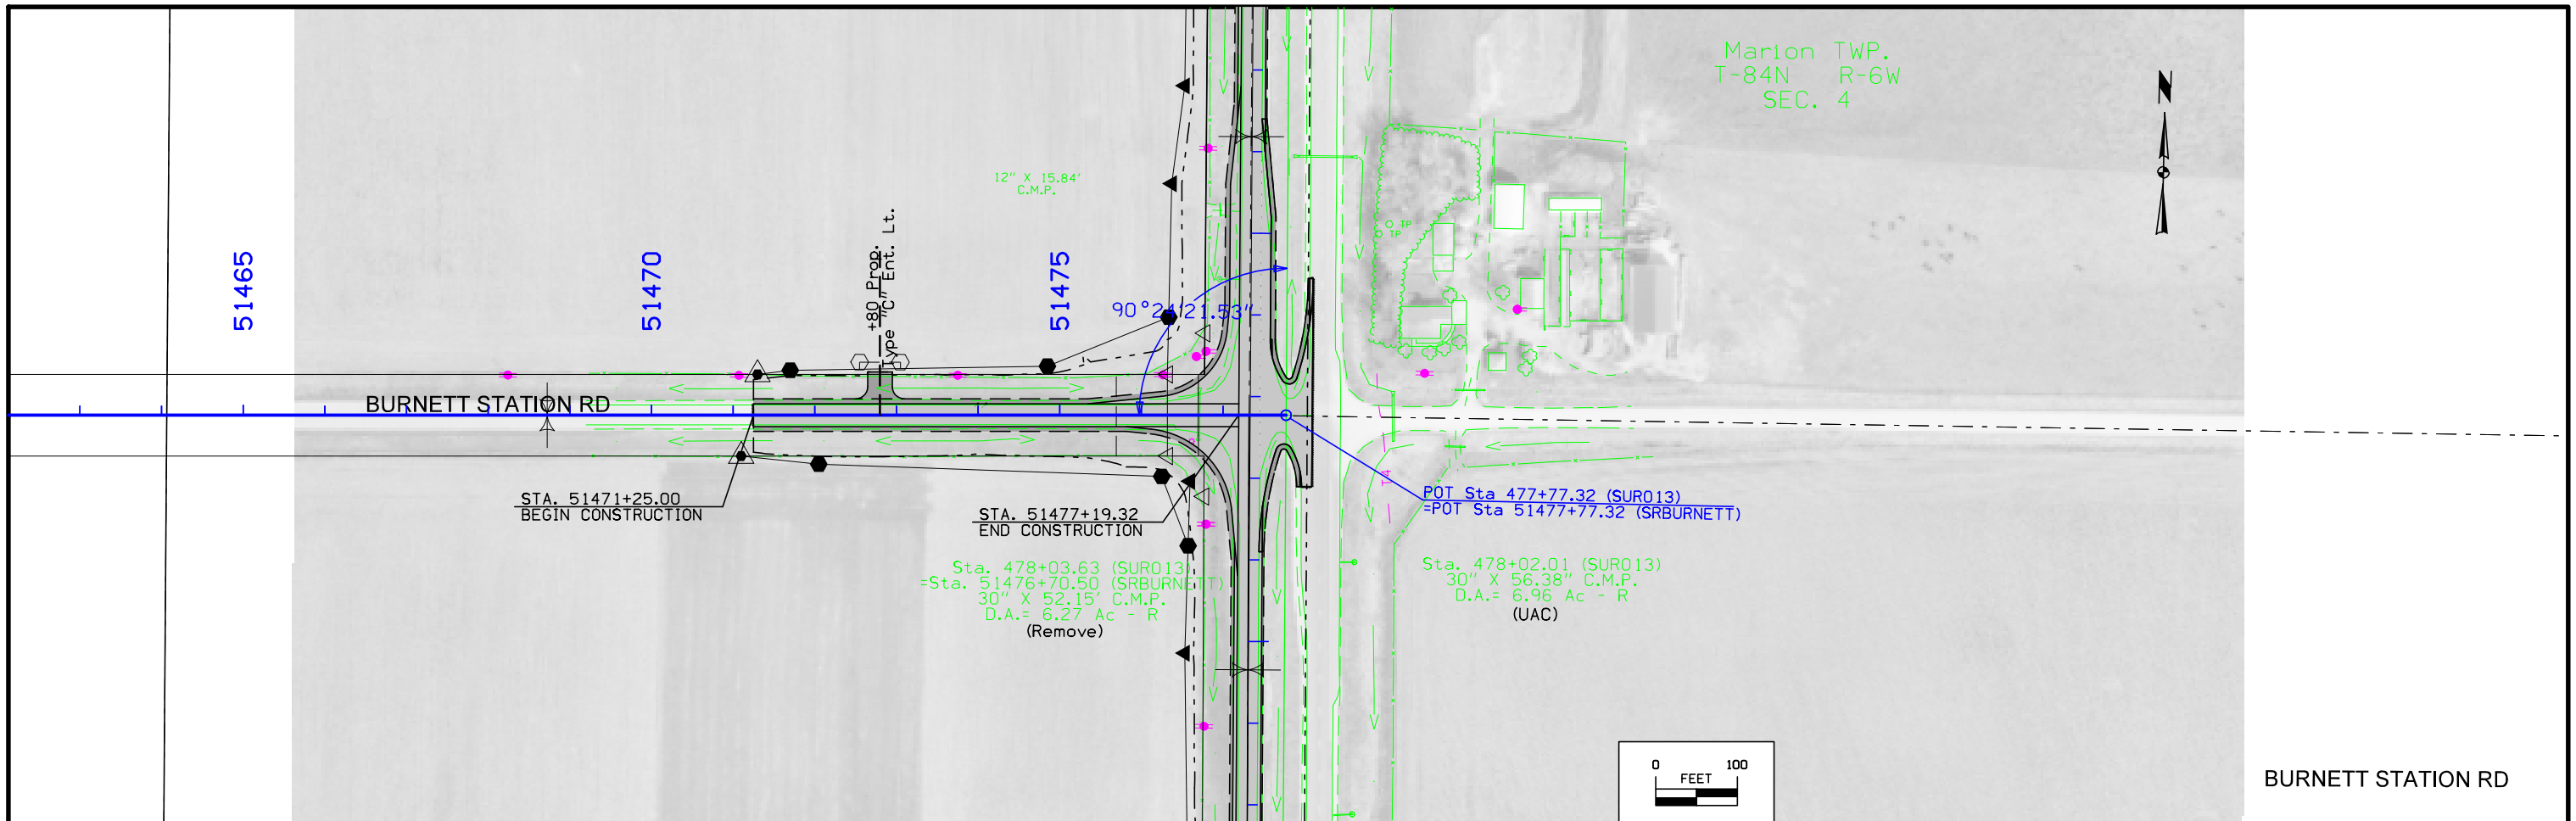 Marion TWP.
T-84N R-6W
SEC. 4
N
12" X 15.84'
C.M.P.
TP
TP
51465
51470
51475
+80 Prop.
Type "C" Ent. Lt.
90°24'21.53"
BURNETT STATION RD
STA. 51471+25.00
BEGIN CONSTRUCTION
STA. 51477+19.32
END CONSTRUCTION
POT Sta 477+77.32 (SUR013)
=POT Sta 51477+77.32 (SRBURNETT)
Sta. 478+03.63 (SUR013)
=Sta. 51476+70.50 (SRBURNETT)
30" X 52.15' C.M.P.
D.A.= 6.27 Ac - R
(Remove)
Sta. 478+02.01 (SUR013)
30" X 56.38" C.M.P.
D.A.= 6.96 Ac - R
(UAC)
0 100
FEET
BURNETT STATION RD